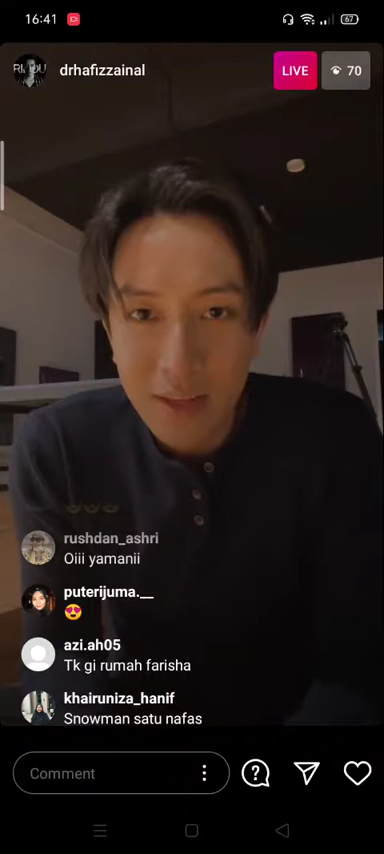 16:41
67
drhafizzainal
LIVE
70
rushdan_ashri
Oiii yamanii
puterijuma.__
😍
azi.ah05
Tk gi rumah farisha
khairuniza_hanif
Snowman satu nafas
Comment